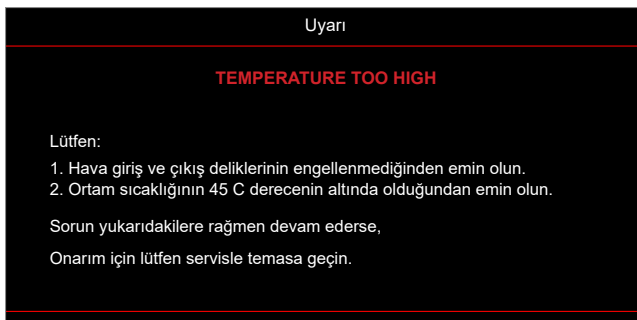 Uyarı
TEMPERATURE TOO HIGH
Lütfen:
1. Hava giriş ve çıkış deliklerinin engellenmediğinden emin olun.
2. Ortam sıcaklığının 45 C derecenin altında olduğundan emin olun.
Sorun yukarıdakilere rağmen devam ederse,
Onarım için lütfen servisle temasa geçin.